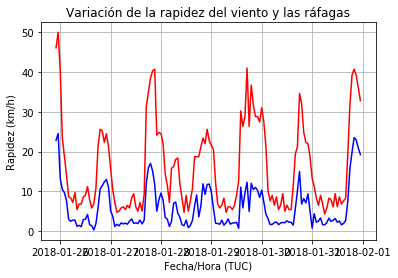 Variación de la rapidez del viento y las ráfagas
50
40
30
20
10
0
Rapidez (km/h)
2018-01-26 2018-01-27 2018-01-28 2018-01-29 2018-01-30 2018-01-31 2018-02-01
Fecha/Hora (TUC)